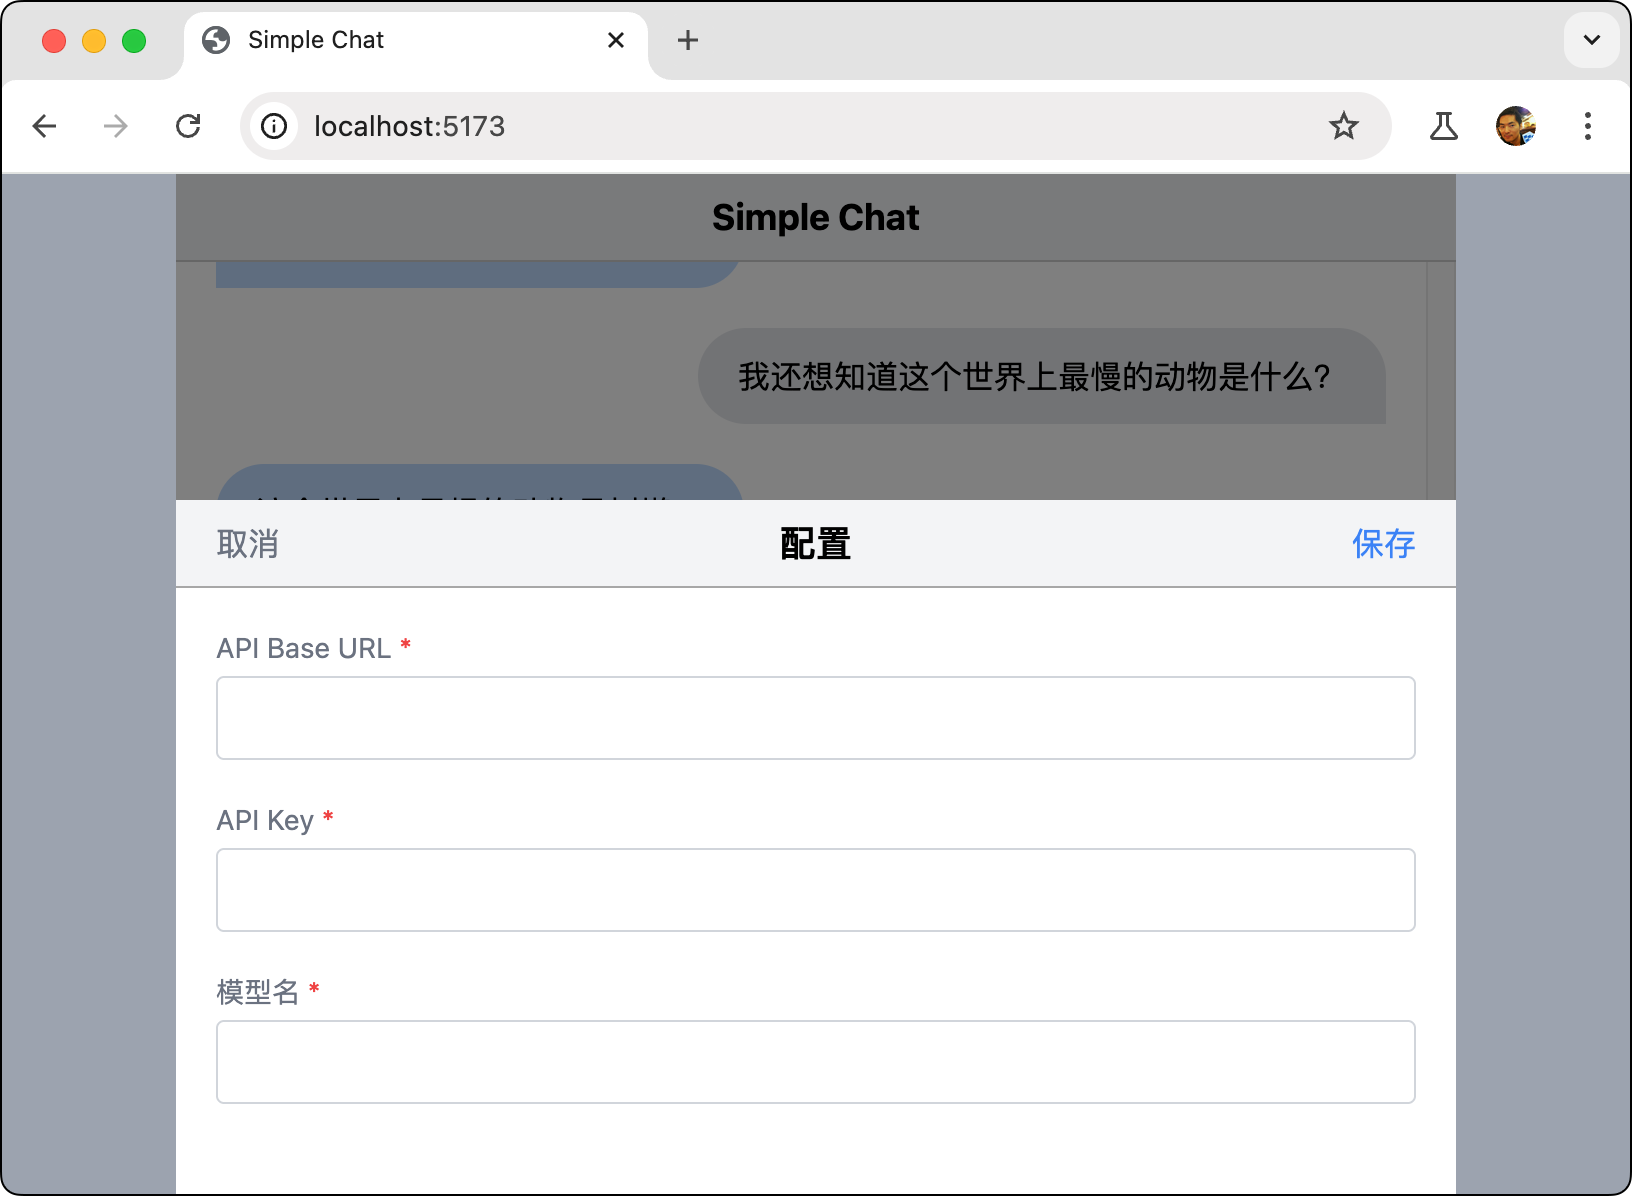 Simple Chat
localhost:5173
Simple Chat
我还想知道这个世界上最慢的动物是什么?
取消
配置
保存
API Base URL *
API Key *
模型名 *